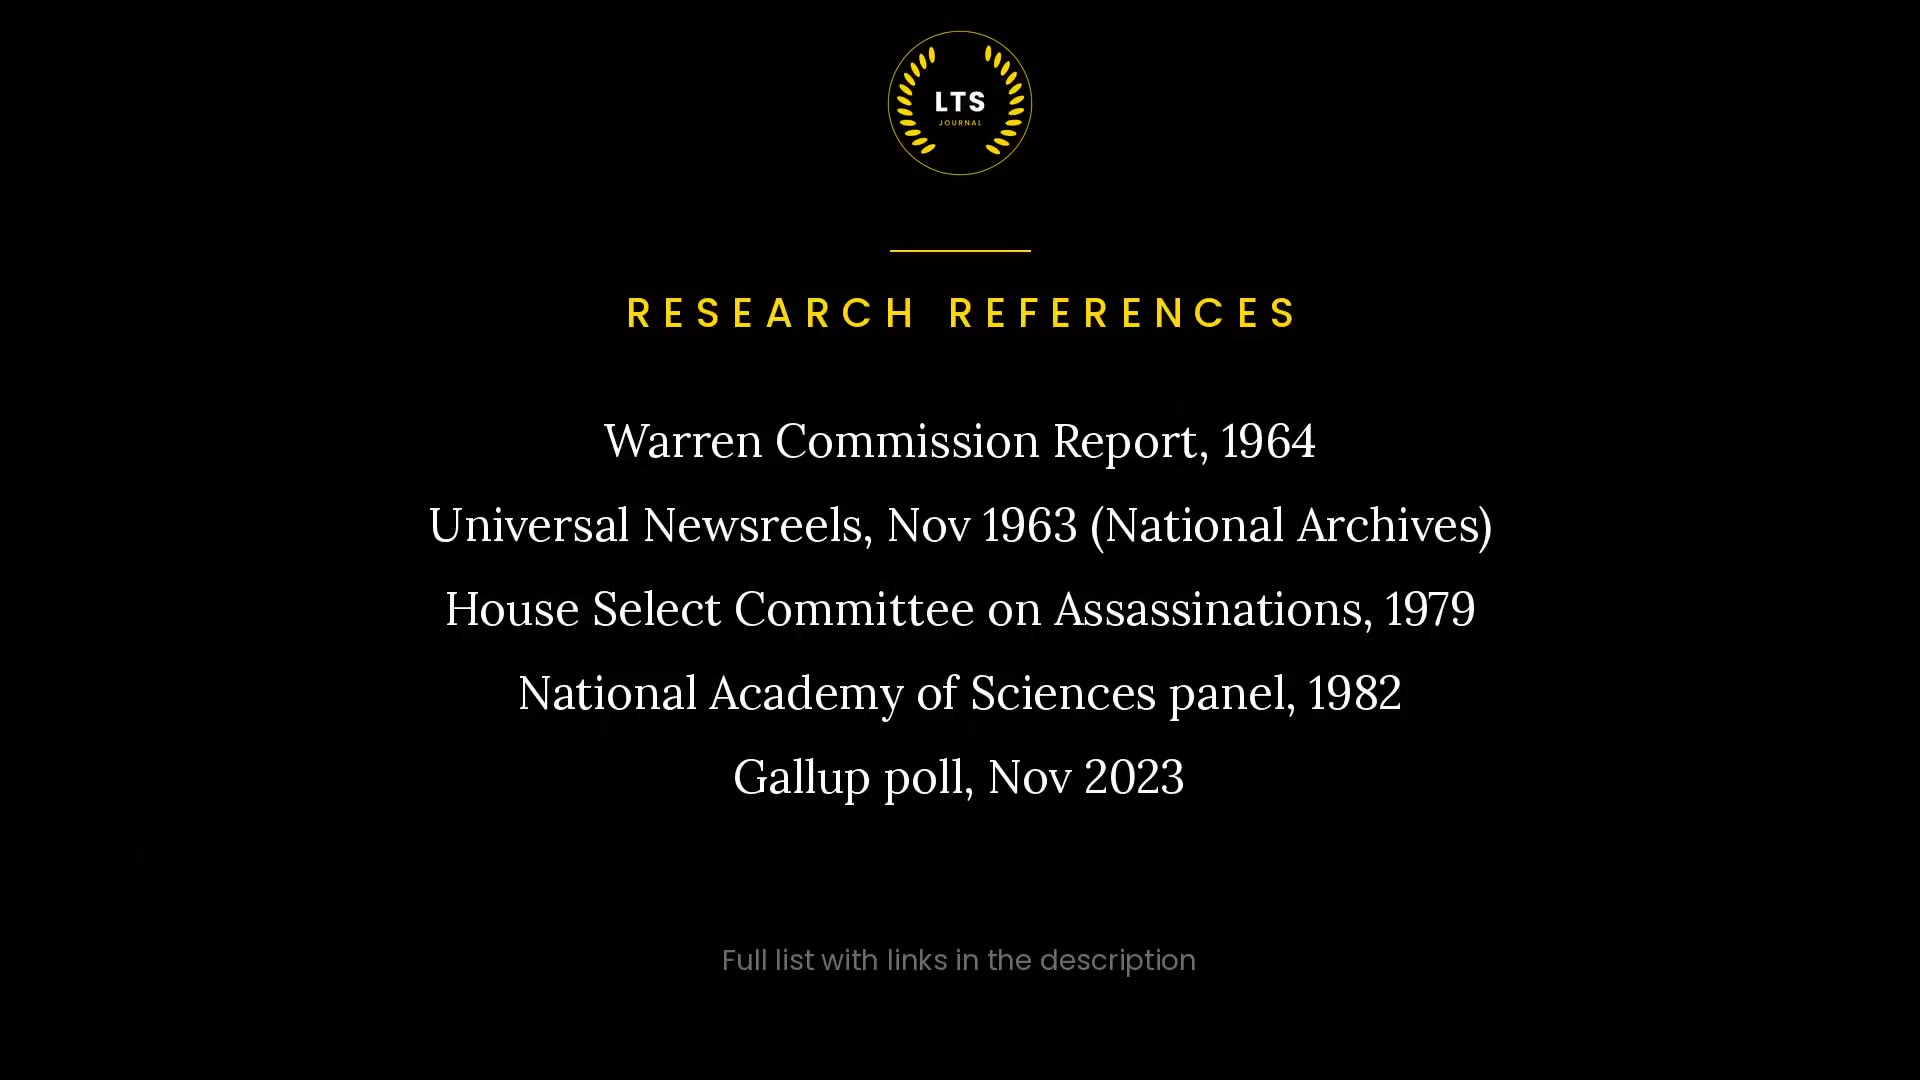 LTS
JOURNAL
RESEARCH REFERENCES
Warren Commission Report, 1964
Universal Newsreels, Nov 1963 (National Archives)
House Select Committee on Assassinations, 1979
National Academy of Sciences panel, 1982
Gallup poll, Nov 2023
Full list with links in the description